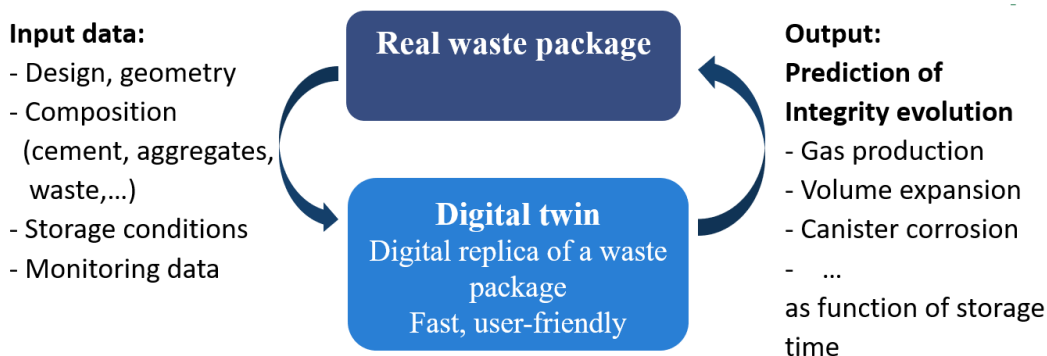 Input data:
- Design, geometry
- Composition
(cement, aggregates,
waste,...)
- Storage conditions
- Monitoring data
Real waste package
Digital twin
Digital replica of a waste
package
Fast, user-friendly
Output:
Prediction of
Integrity evolution
- Gas production
- Volume expansion
- Canister corrosion
- ...
as function of storage
time